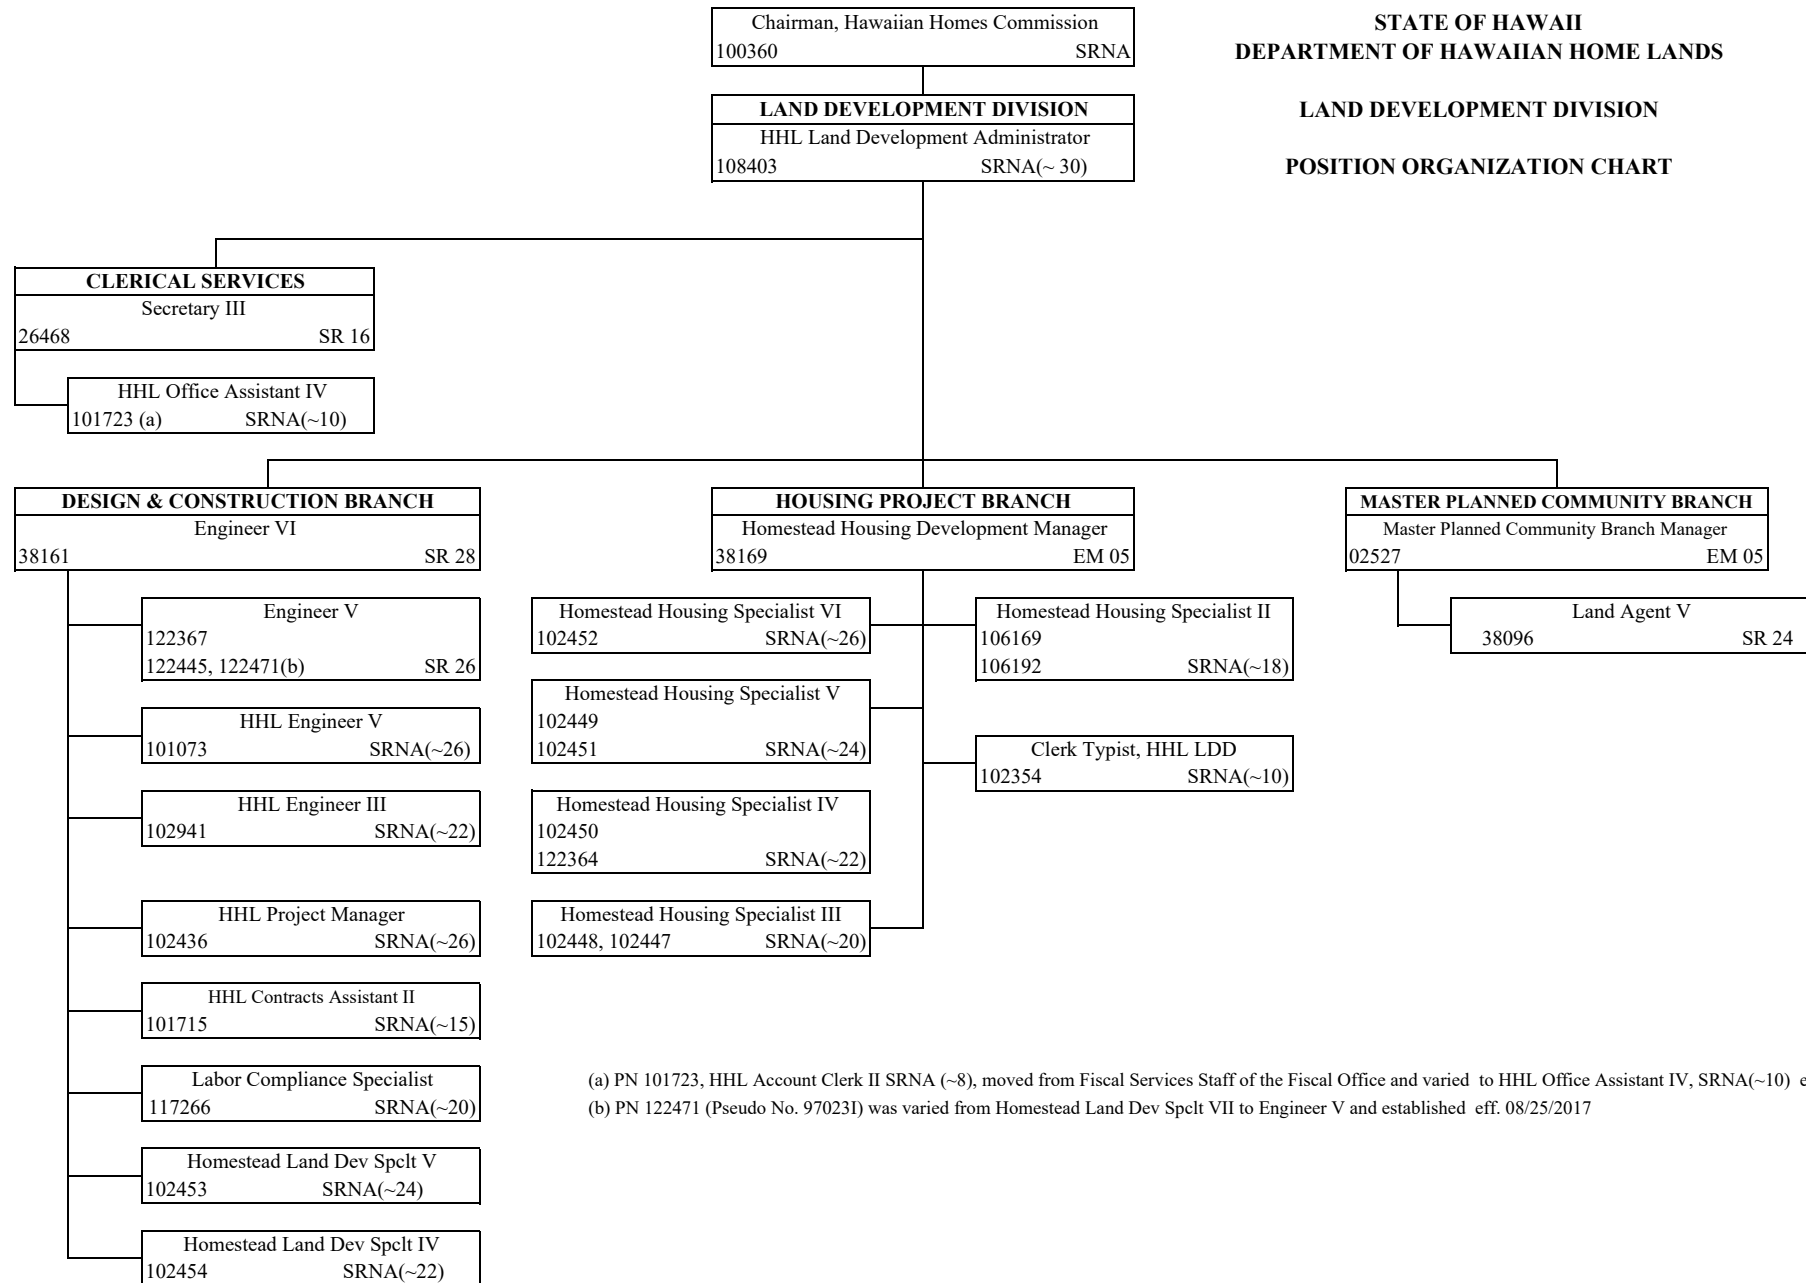 Chairman, Hawaiian Homes Commission
100360 SRNA
STATE OF HAWAII
DEPARTMENT OF HAWAIIAN HOME LANDS
LAND DEVELOPMENT DIVISION
HHL Land Development Administrator
108403 SRNA(~ 30)
LAND DEVELOPMENT DIVISION
POSITION ORGANIZATION CHART
CLERICAL SERVICES
Secretary III
26468 SR 16
HHL Office Assistant IV
101723 (a) SRNA(~10)
DESIGN & CONSTRUCTION BRANCH
Engineer VI
38161 SR 28
Engineer V
122367
122445, 122471(b) SR 26
HHL Engineer V
101073 SRNA(~26)
HHL Engineer III
102941 SRNA(~22)
HHL Project Manager
102436 SRNA(~26)
HHL Contracts Assistant II
101715 SRNA(~15)
Labor Compliance Specialist
117266 SRNA(~20)
Homestead Land Dev Spclt V
102453 SRNA(~24)
Homestead Land Dev Spclt IV
102454 SRNA(~22)
HOUSING PROJECT BRANCH
Homestead Housing Development Manager
38169 EM 05
Homestead Housing Specialist VI
102452 SRNA(~26)
Homestead Housing Specialist V
102449
102451 SRNA(~24)
Homestead Housing Specialist IV
102450
122364 SRNA(~22)
Homestead Housing Specialist III
102448, 102447 SRNA(~20)
Homestead Housing Specialist II
106169
106192 SRNA(~18)
Clerk Typist, HHL LDD
102354 SRNA(~10)
MASTER PLANNED COMMUNITY BRANCH
Master Planned Community Branch Manager
02527 EM 05
Land Agent V
38096 SR 24
(a) PN 101723, HHL Account Clerk II SRNA (~8), moved from Fiscal Services Staff of the Fiscal Office and varied to HHL Office Assistant IV, SRNA(~10)
(b) PN 122471 (Pseudo No. 97023I) was varied from Homestead Land Dev Spclt VII to Engineer V and established eff. 08/25/2017